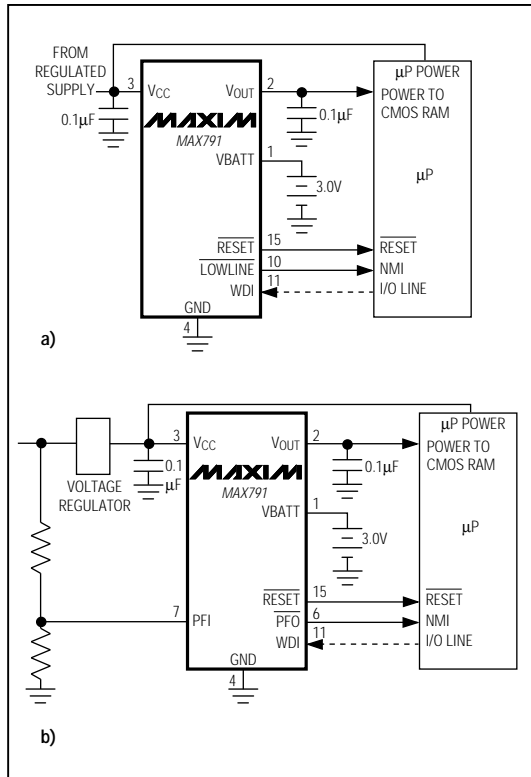 FROM
REGULATED
SUPPLY
3
VCC
VOUT
2
µP POWER
POWER TO
CMOS RAM
0.1µF
MAXIM
MAX791
0.1µF
VBATT
1
3.0V
µP
RESET
15
RESET
LOWLINE
10
NMI
WDI
11
I/O LINE
GND
4
a)
3
VCC
VOUT
2
µP POWER
POWER TO
CMOS RAM
VOLTAGE
REGULATOR
0.1
µF
MAXIM
MAX791
0.1µF
VBATT
1
3.0V
µP
RESET
15
RESET
7
PFI
PFO
6
NMI
WDI
11
I/O LINE
GND
4
b)